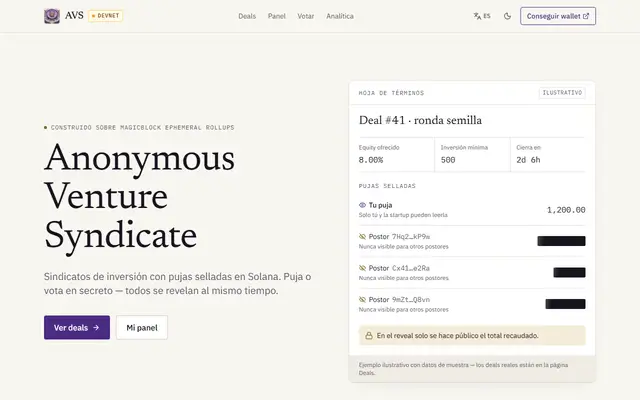 AVS DEVNET Deals Panel Votar Analítica ES Conseguir wallet
HOJA DE TÉRMINOS ILUSTRATIVO
Deal #41 · ronda semilla
Equity ofrecido Inversión mínima Cierra en
8.00% 500 2d 6h
PUJAS SELLADAS
Tu puja 1,200.00
Solo tú y la startup pueden leerla
Postor 7Hq2…kP9w
Nunca visible para otros postores
Postor Cx41…e2Ra
Nunca visible para otros postores
Postor 9mZt…Q8vn
Nunca visible para otros postores
En el reveal solo se hace público el total recaudado.
Ejemplo ilustrativo con datos de muestra — los deals reales están en la página
Deals.
CONSTRUIDO SOBRE MAGICBLOCK EPHEMERAL ROLLUPS
Anonymous
Venture
Syndicate
Sindicatos de inversión con pujas selladas en Solana. Puja o
vota en secreto — todos se revelan al mismo tiempo.
Ver deals → Mi panel